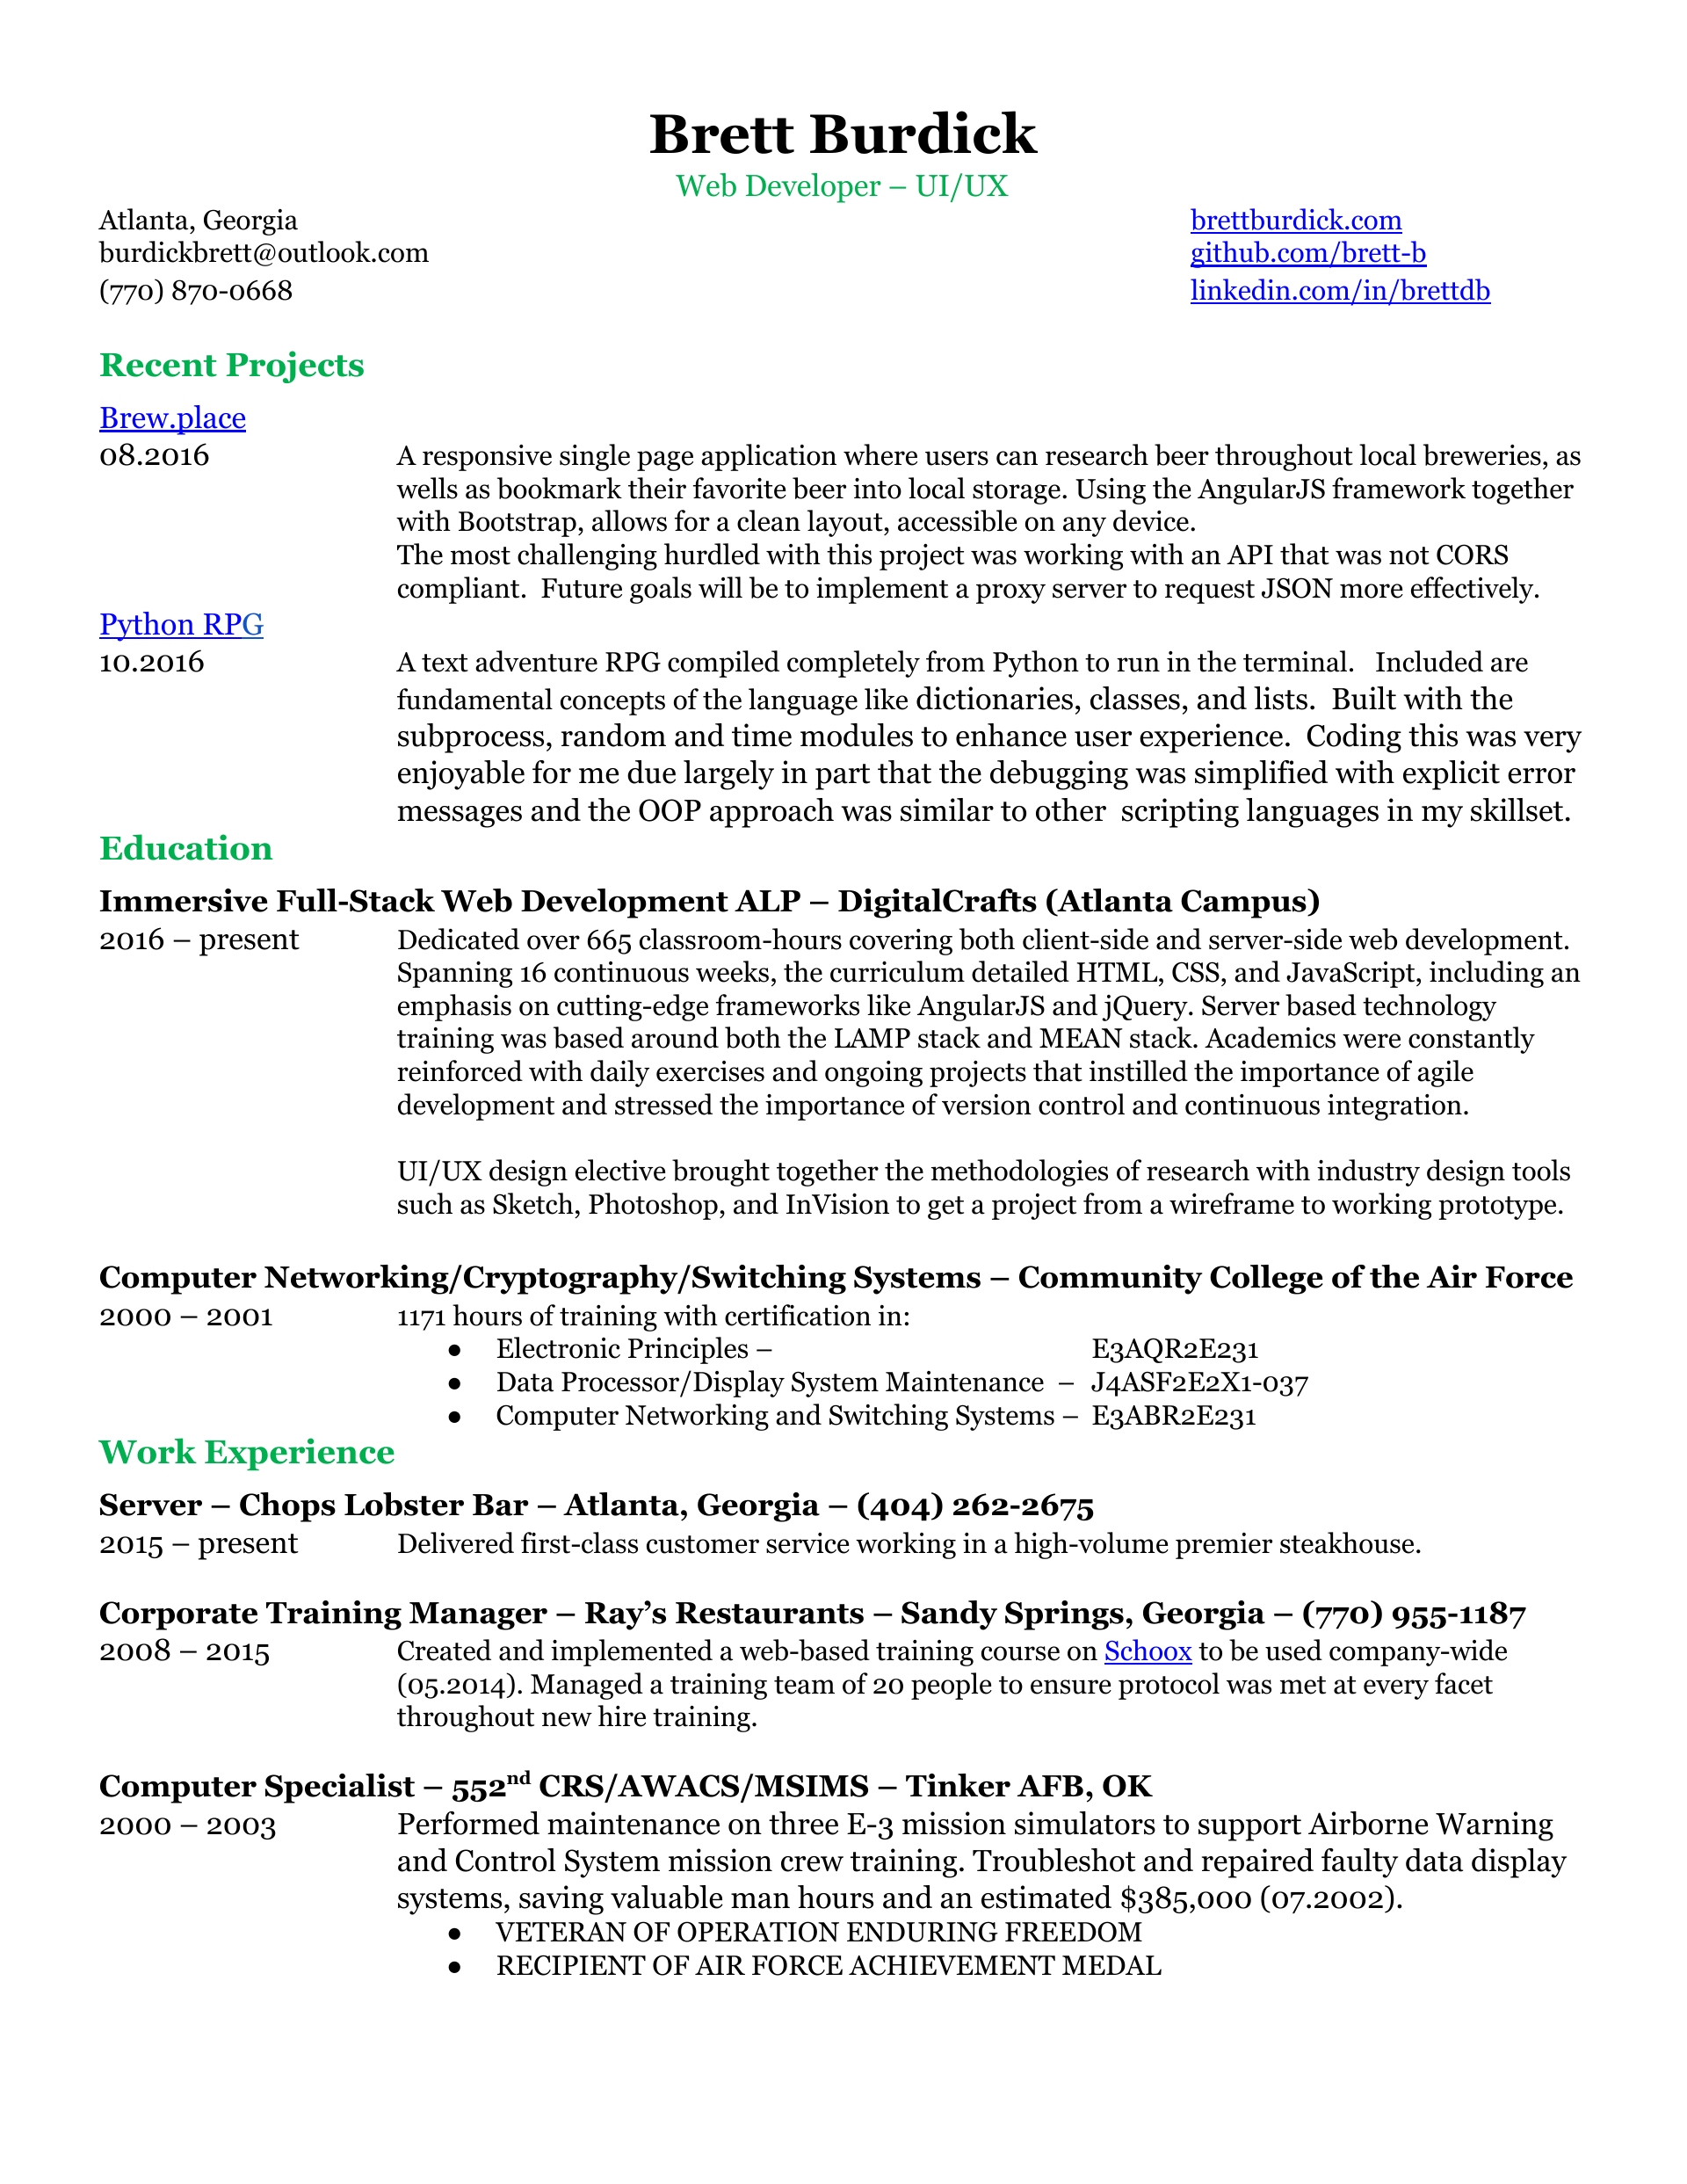 Brett Burdick
Web Developer – UI/UX
Atlanta, Georgia brettburdick.com
burdickbrett@outlook.com github.com/brett-b
(770) 870-0668 linkedin.com/in/brettdb
Recent Projects
Brew.place
08.2016 A responsive single page application where users can research beer throughout local breweries, as
wells as bookmark their favorite beer into local storage. Using the AngularJS framework together
with Bootstrap, allows for a clean layout, accessible on any device.
The most challenging hurdled with this project was working with an API that was not CORS
compliant.  Future goals will be to implement a proxy server to request JSON more effectively.
Python RPG
10.2016 A text adventure RPG compiled completely from Python to run in the terminal.   Included are
fundamental concepts of the language like dictionaries, classes, and lists.  Built with the
subprocess, random and time modules to enhance user experience.  Coding this was very
enjoyable for me due largely in part that the debugging was simplified with explicit error
messages and the OOP approach was similar to other  scripting languages in my skillset.
Education
Immersive Full-Stack Web Development ALP – DigitalCrafts (Atlanta Campus)
2016 – present Dedicated over 665 classroom-hours covering both client-side and server-side web development.
Spanning 16 continuous weeks, the curriculum detailed HTML, CSS, and JavaScript, including an
emphasis on cutting-edge frameworks like AngularJS and jQuery. Server based technology
training was based around both the LAMP stack and MEAN stack. Academics were constantly
reinforced with daily exercises and ongoing projects that instilled the importance of agile
development and stressed the importance of version control and continuous integration.
UI/UX design elective brought together the methodologies of research with industry design tools
such as Sketch, Photoshop, and InVision to get a project from a wireframe to working prototype.
Computer Networking/Cryptography/Switching Systems – Community College of the Air Force
2000 – 2001 1171 hours of training with certification in:
● Electronic Principles – E3AQR2E231
● Data Processor/Display System Maintenance – J4ASF2E2X1-037
● Computer Networking and Switching Systems – E3ABR2E231
Work Experience
Server – Chops Lobster Bar – Atlanta, Georgia – (404) 262-2675
2015 – present Delivered first-class customer service working in a high-volume premier steakhouse.
Corporate Training Manager – Ray’s Restaurants – Sandy Springs, Georgia – (770) 955-1187
2008 – 2015 Created and implemented a web-based training course on Schoox to be used company-wide
(05.2014). Managed a training team of 20 people to ensure protocol was met at every facet
throughout new hire training.
Computer Specialist – 552nd CRS/AWACS/MSIMS – Tinker AFB, OK
2000 – 2003 Performed maintenance on three E-3 mission simulators to support Airborne Warning
and Control System mission crew training. Troubleshot and repaired faulty data display
systems, saving valuable man hours and an estimated $385,000 (07.2002).
● VETERAN OF OPERATION ENDURING FREEDOM
● RECIPIENT OF AIR FORCE ACHIEVEMENT MEDAL